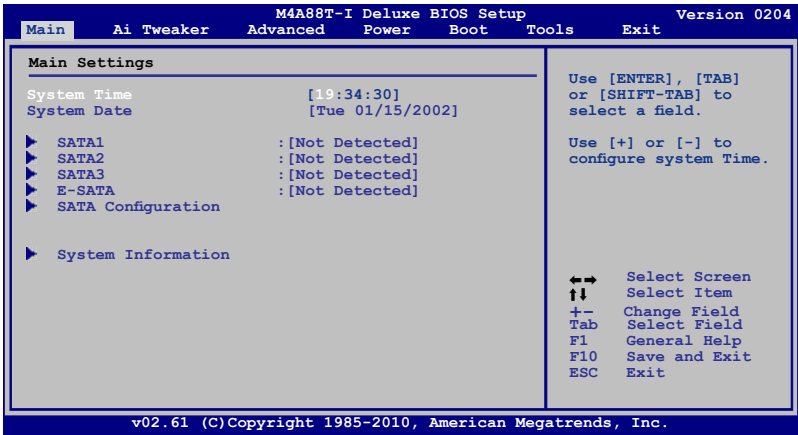 M4A88T-I Deluxe BIOS Setup Version 0204
Main Ai Tweaker Advanced Power Boot Tools Exit
Main Settings
System Time [19:34:30]
System Date [Tue 01/15/2002]
SATA1 :[Not Detected]
SATA2 :[Not Detected]
SATA3 :[Not Detected]
E-SATA :[Not Detected]
SATA Configuration
System Information
Use [ENTER], [TAB]
or [SHIFT-TAB] to
select a field.
Use [+] or [-] to
configure system Time.
←→ Select Screen
↑↓ Select Item
+- Change Field
Tab Select Field
F1 General Help
F10 Save and Exit
ESC Exit
v02.61 (C)Copyright 1985-2010, American Megatrends, Inc.